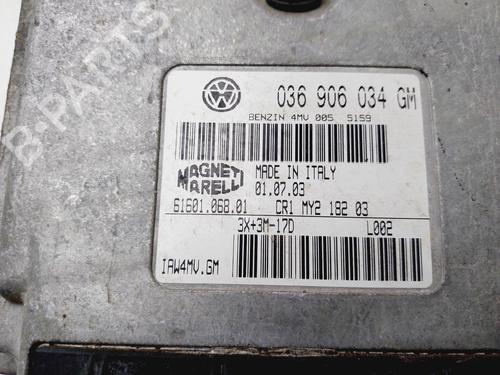 036 906 034 GM
BENZIN 4MV 005 5159
MAGNETI
MARELLI
MADE IN ITALY
01.07.03
61601.068.01 CR1 MY2 182 03
3X+3M-17D L002
IAW4MV.GM
B-PARTS